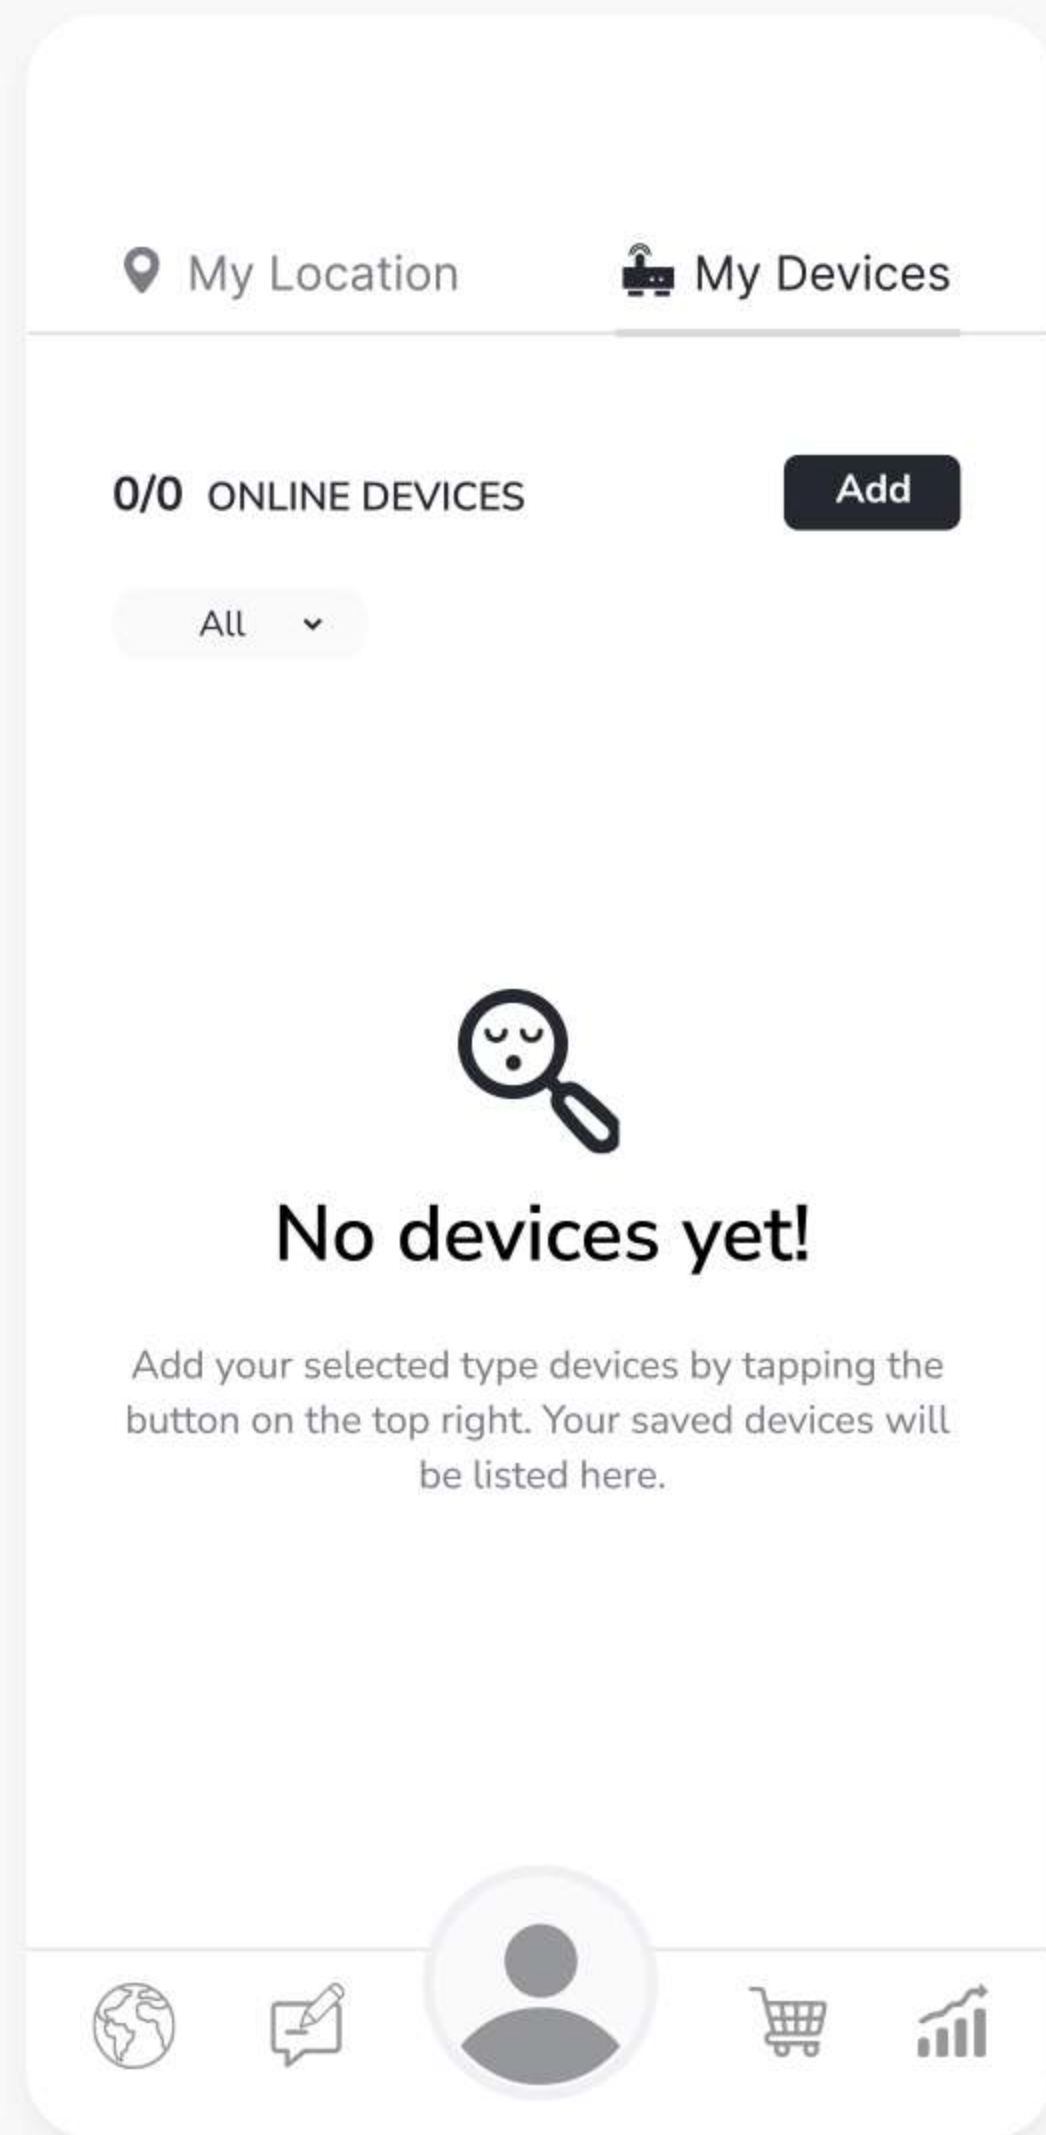 My Location
My Devices
0/0 ONLINE DEVICES
Add
All
No devices yet!
Add your selected type devices by tapping the
button on the top right. Your saved devices will
be listed here.